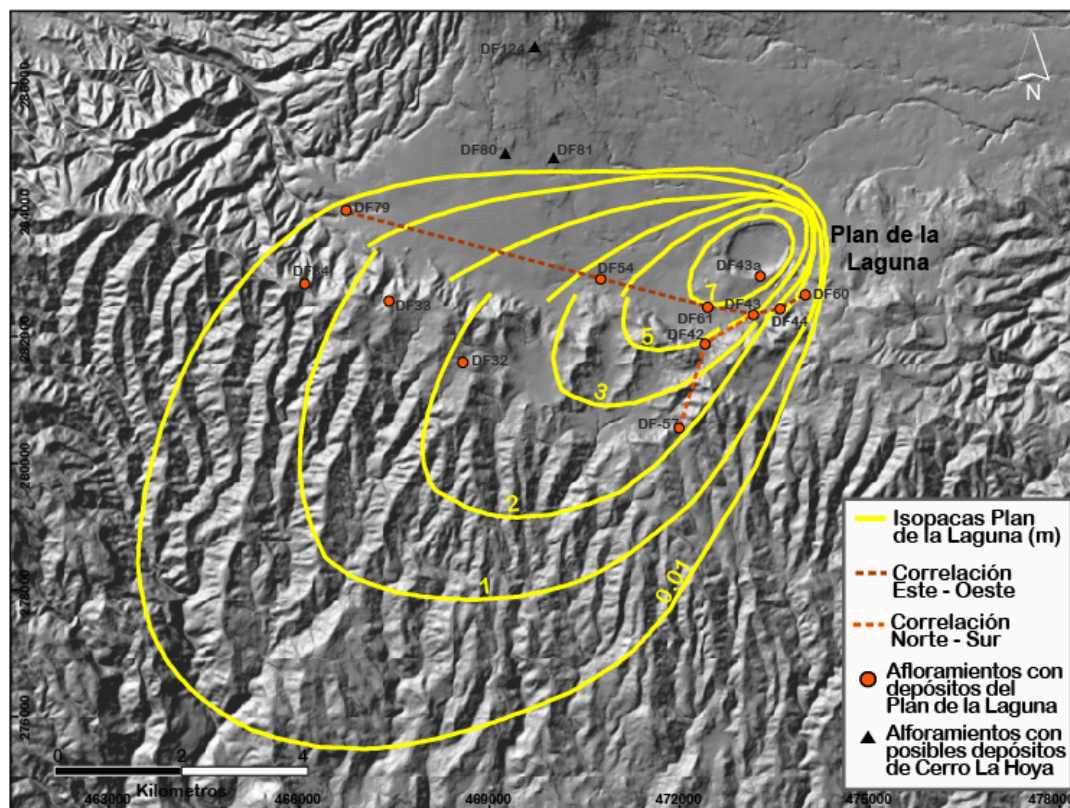 DF124
N
286000
DF80
DF81
284000
DF79
Plan de la
Laguna
DF43a
DF34
DF54
DF33
7
DF43
DF60
DF61
DF44
282000
5
DF42
DF32
3
DF-57
280000
2
Isopacas Plan
de la Laguna (m)
0.01
1
278000
Correlación
Este - Oeste
Correlación
Norte - Sur
Afloramientos con
depósitos del
Plan de la Laguna
276000
Alforamientos con
posibles depósitos
de Cerro La Hoya
0 2 4
Kilometros
463000 466000 469000 472000 475000 478000